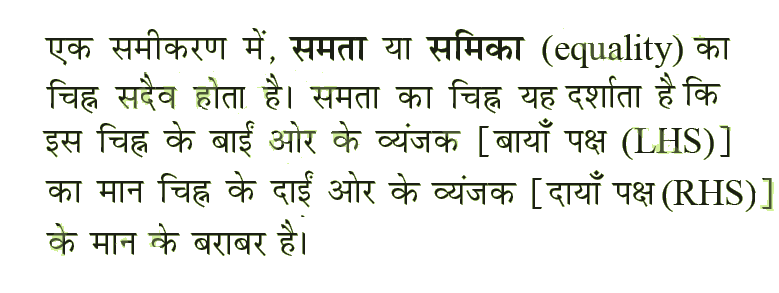 एक समीकरण में, समता या समिका (equality) का
चिह्न सदैव होता है। समता का चिह्न यह दर्शाता है कि
इस चिह्न के बाईं ओर के व्यंजक [बायाँ पक्ष (LHS)]
का मान चिह्न के दाईं ओर के व्यंजक [दायाँ पक्ष (RHS)]
के मान के बराबर है।